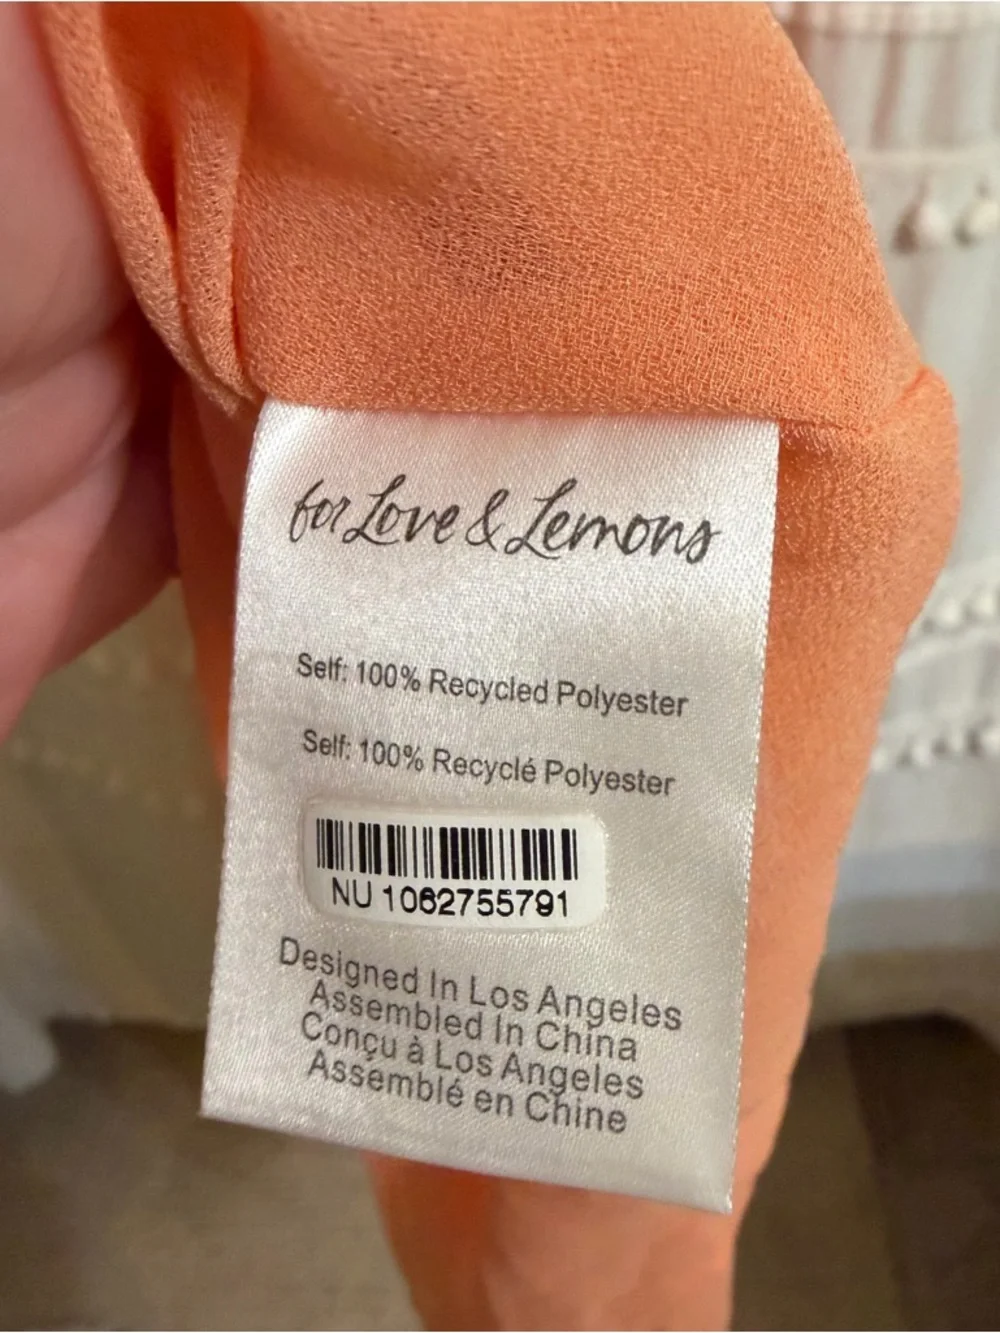 for Love & Lemons
Self: 100% Recycled Polyester
Self: 100% Recyclé Polyester
NU 1062755791
Designed In Los Angeles
Assembled In China
Conçu à Los Angeles
Assemblé en Chine